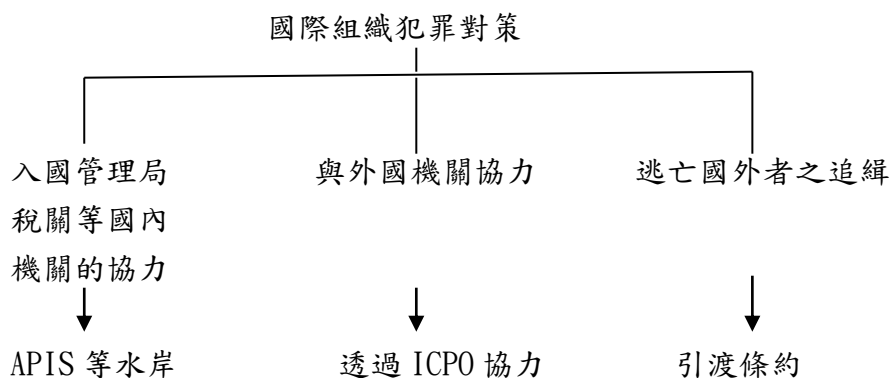 國際組織犯罪對策
入國管理局
稅關等國內
機關的協力
與外國機關協力
逃亡國外者之追緝
APIS 等水岸
透過 ICPO 協力
引渡條約